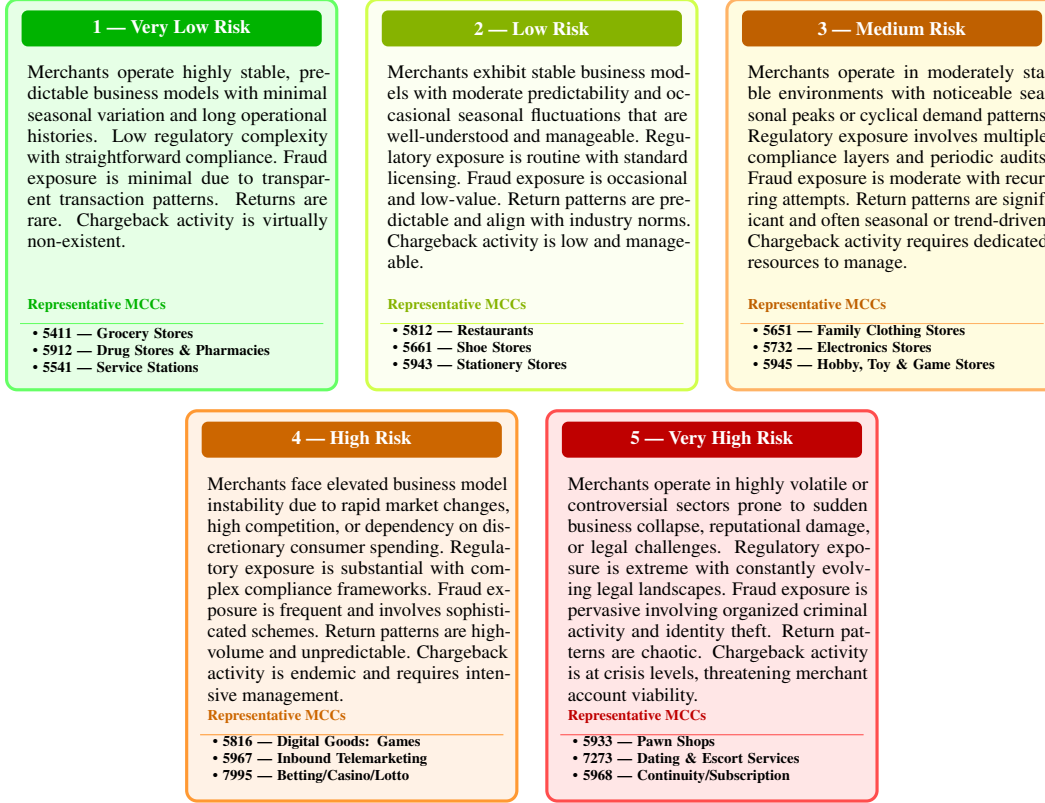 1 — Very Low Risk
Merchants operate highly stable, pre-
dictable business models with minimal
seasonal variation and long operational
histories. Low regulatory complexity
with straightforward compliance. Fraud
exposure is minimal due to transpar-
ent transaction patterns. Returns are
rare. Chargeback activity is virtually
non-existent.
Representative MCCs
• 5411 — Grocery Stores
• 5912 — Drug Stores & Pharmacies
• 5541 — Service Stations
2 — Low Risk
Merchants exhibit stable business mod-
els with moderate predictability and oc-
casional seasonal fluctuations that are
well-understood and manageable. Regu-
latory exposure is routine with standard
licensing. Fraud exposure is occasional
and low-value. Return patterns are pre-
dictable and align with industry norms.
Chargeback activity is low and manage-
able.
Representative MCCs
• 5812 — Restaurants
• 5661 — Shoe Stores
• 5943 — Stationery Stores
3 — Medium Risk
Merchants operate in moderately sta
ble environments with noticeable sea
sonal peaks or cyclical demand patterns
Regulatory exposure involves multiple
compliance layers and periodic audits
Fraud exposure is moderate with recur
ring attempts. Return patterns are signif
icant and often seasonal or trend-driven
Chargeback activity requires dedicated
resources to manage.
Representative MCCs
• 5651 — Family Clothing Stores
• 5732 — Electronics Stores
• 5945 — Hobby, Toy & Game Stores
4 — High Risk
Merchants face elevated business model
instability due to rapid market changes,
high competition, or dependency on dis-
cretionary consumer spending. Regula-
tory exposure is substantial with com-
plex compliance frameworks. Fraud ex-
posure is frequent and involves sophisti-
cated schemes. Return patterns are high-
volume and unpredictable. Chargeback
activity is endemic and requires inten-
sive management.
Representative MCCs
• 5816 — Digital Goods: Games
• 5967 — Inbound Telemarketing
• 7995 — Betting/Casino/Lotto
5 — Very High Risk
Merchants operate in highly volatile or
controversial sectors prone to sudden
business collapse, reputational damage,
or legal challenges. Regulatory expo-
sure is extreme with constantly evolv-
ing legal landscapes. Fraud exposure is
pervasive involving organized criminal
activity and identity theft. Return pat-
terns are chaotic. Chargeback activity
is at crisis levels, threatening merchant
account viability.
Representative MCCs
• 5933 — Pawn Shops
• 7273 — Dating & Escort Services
• 5968 — Continuity/Subscription